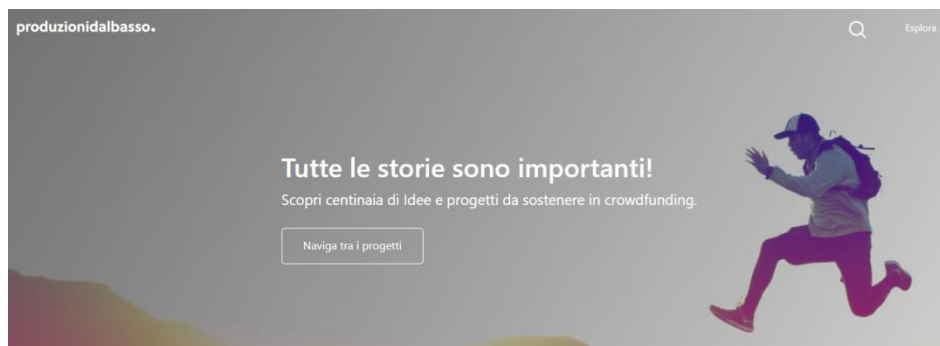 produzionidalbasso.
Esplora
Tutte le storie sono importanti!
Scopri centinaia di Idee e progetti da sostenere in crowdfunding.
Naviga tra i progetti